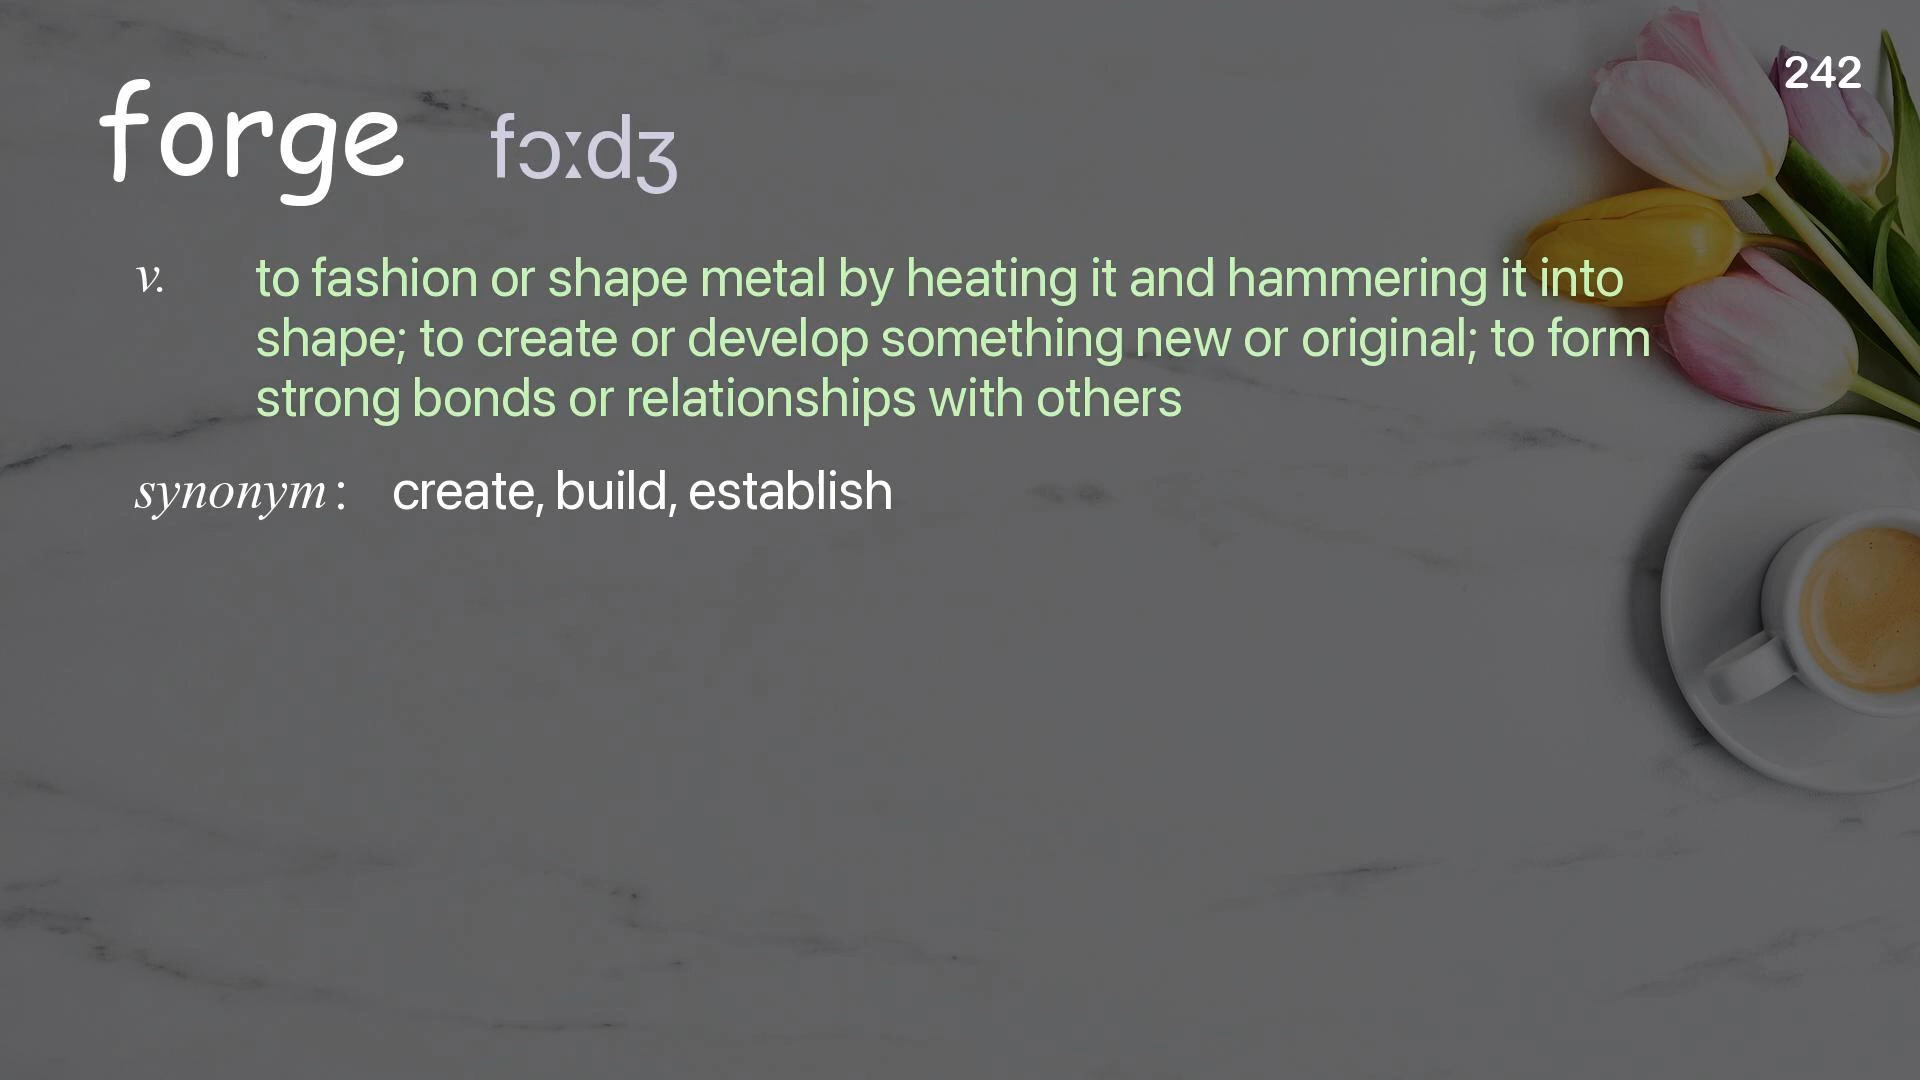 242
forge fɔːdʒ
v. to fashion or shape metal by heating it and hammering it into
shape; to create or develop something new or original; to form
strong bonds or relationships with others
synonym : create, build, establish